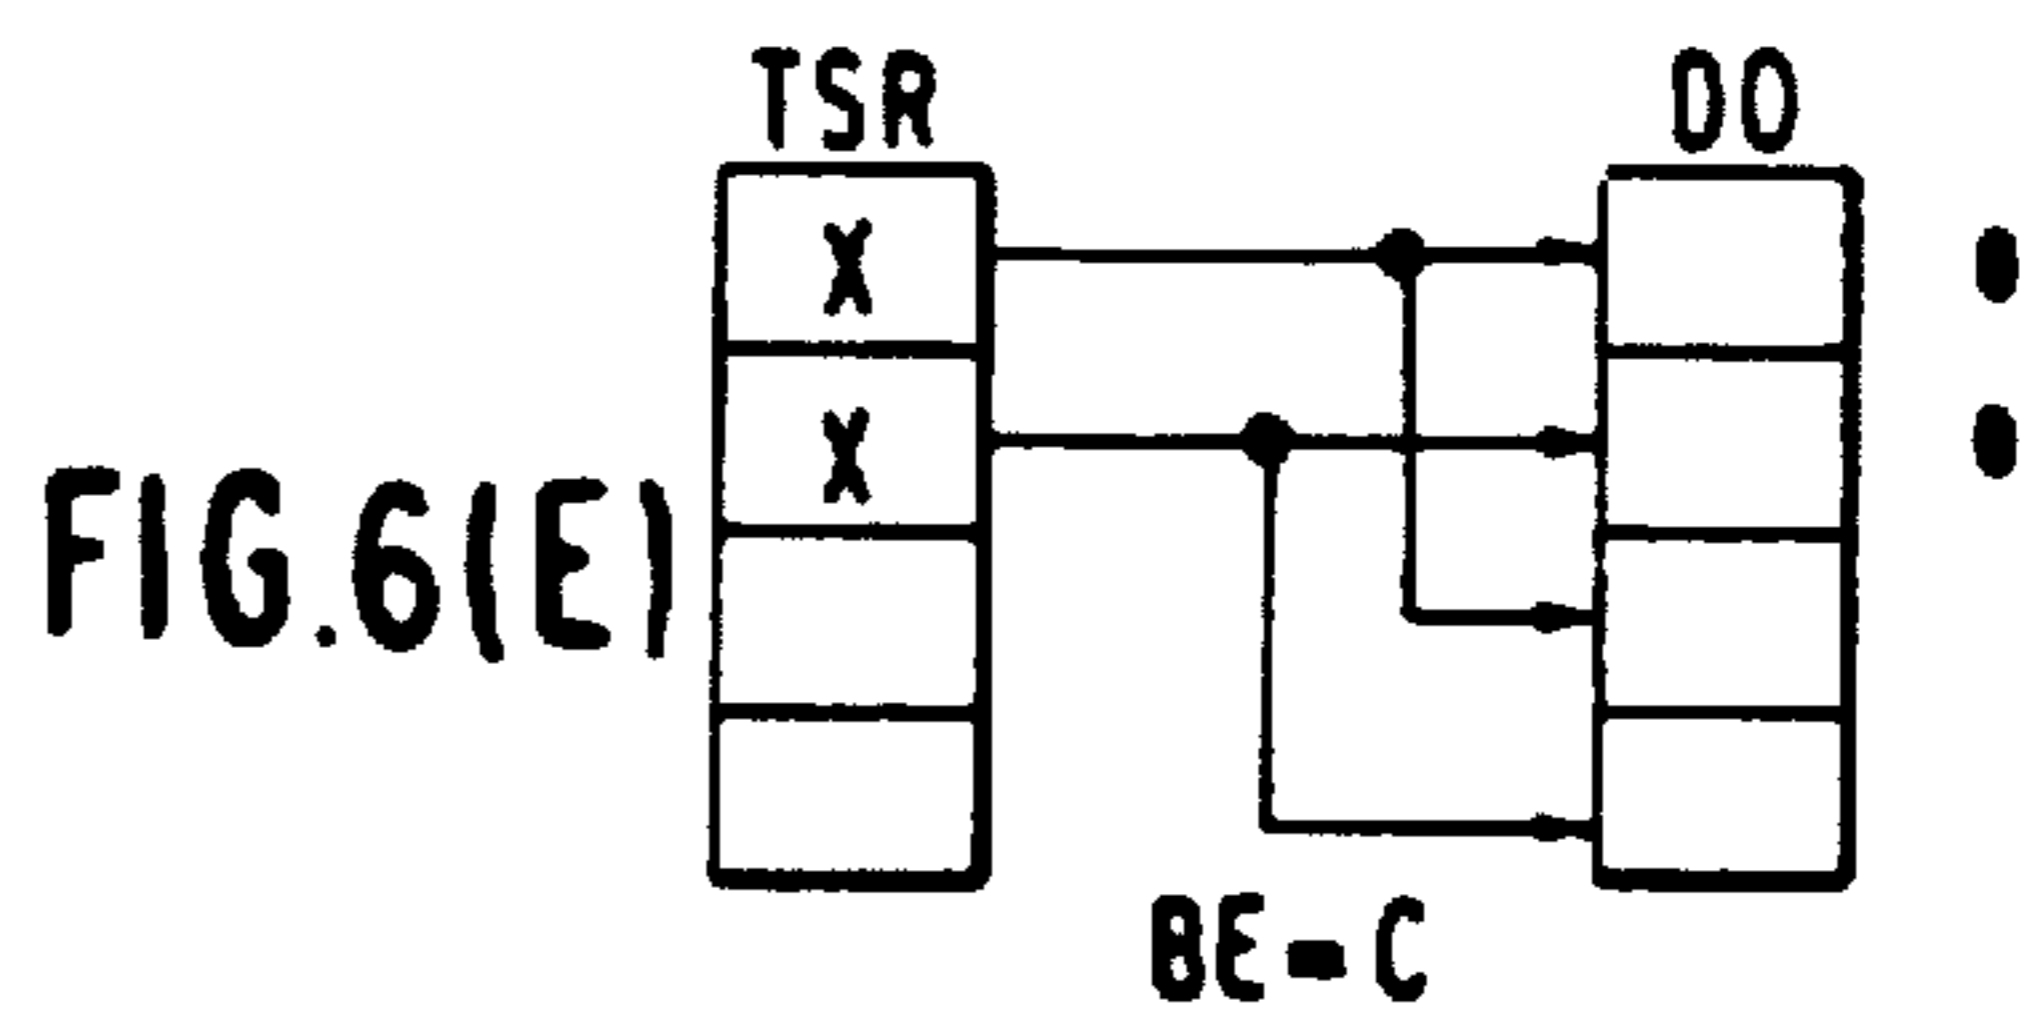 TSR DO
X
X
FIG.6(E)
BE-C